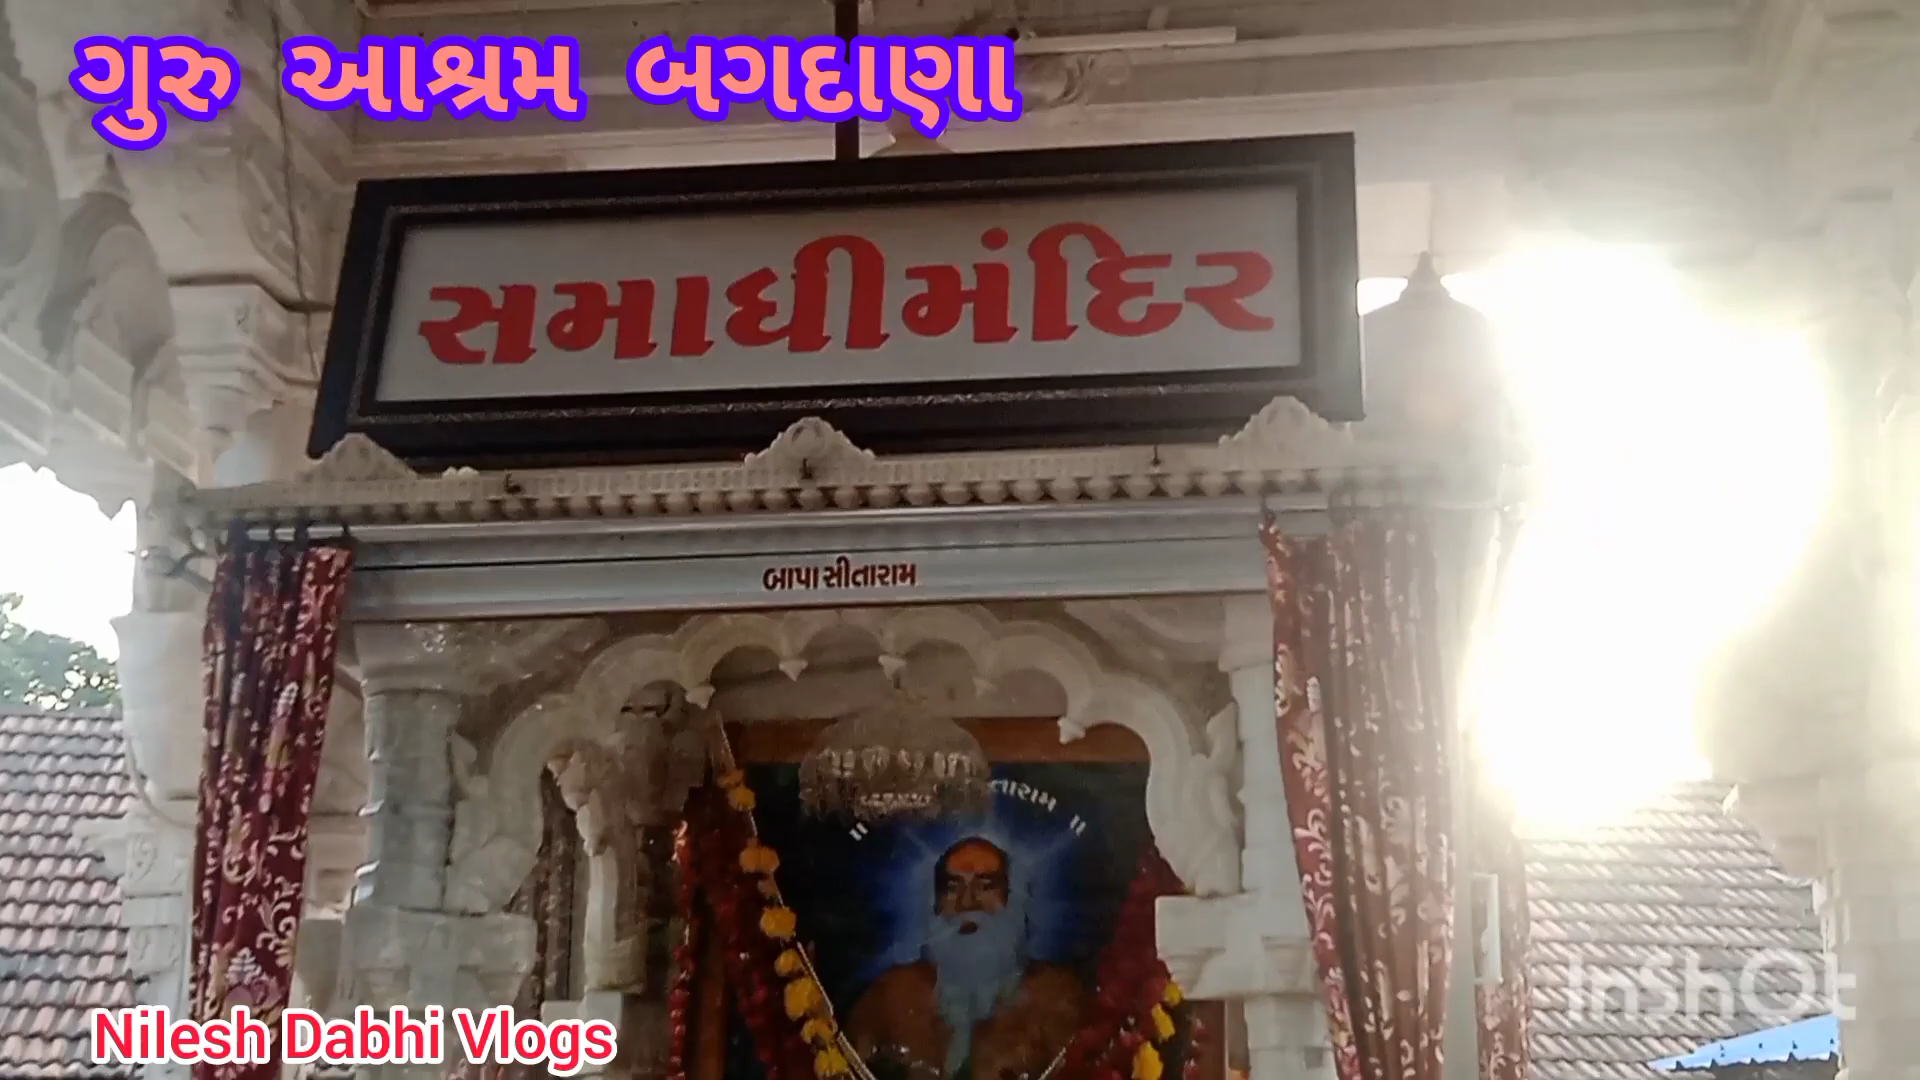 ગુરુ આશ્રમ બગદાણા
સમાધીમંદિર
બાપા સીતારામ
॥ તારામ ॥
Nilesh Dabhi Vlogs
InShOt